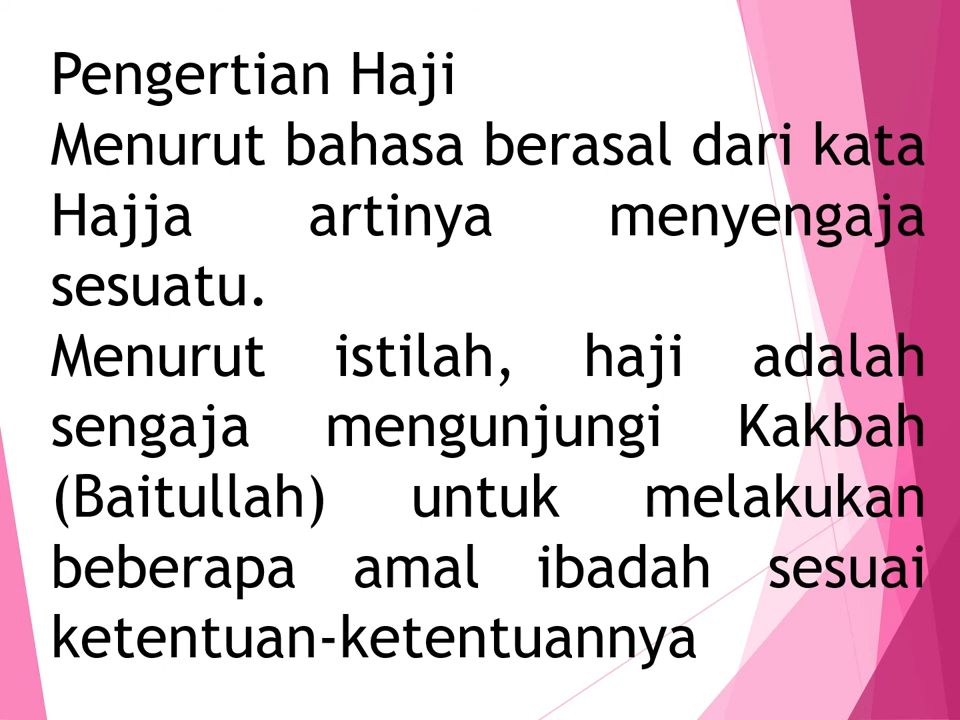 Pengertian Haji
Menurut bahasa berasal dari kata
Hajja artinya menyengaja
sesuatu.
Menurut istilah, haji adalah
sengaja mengunjungi Kakbah
(Baitullah) untuk melakukan
beberapa amal ibadah sesuai
ketentuan-ketentuannya